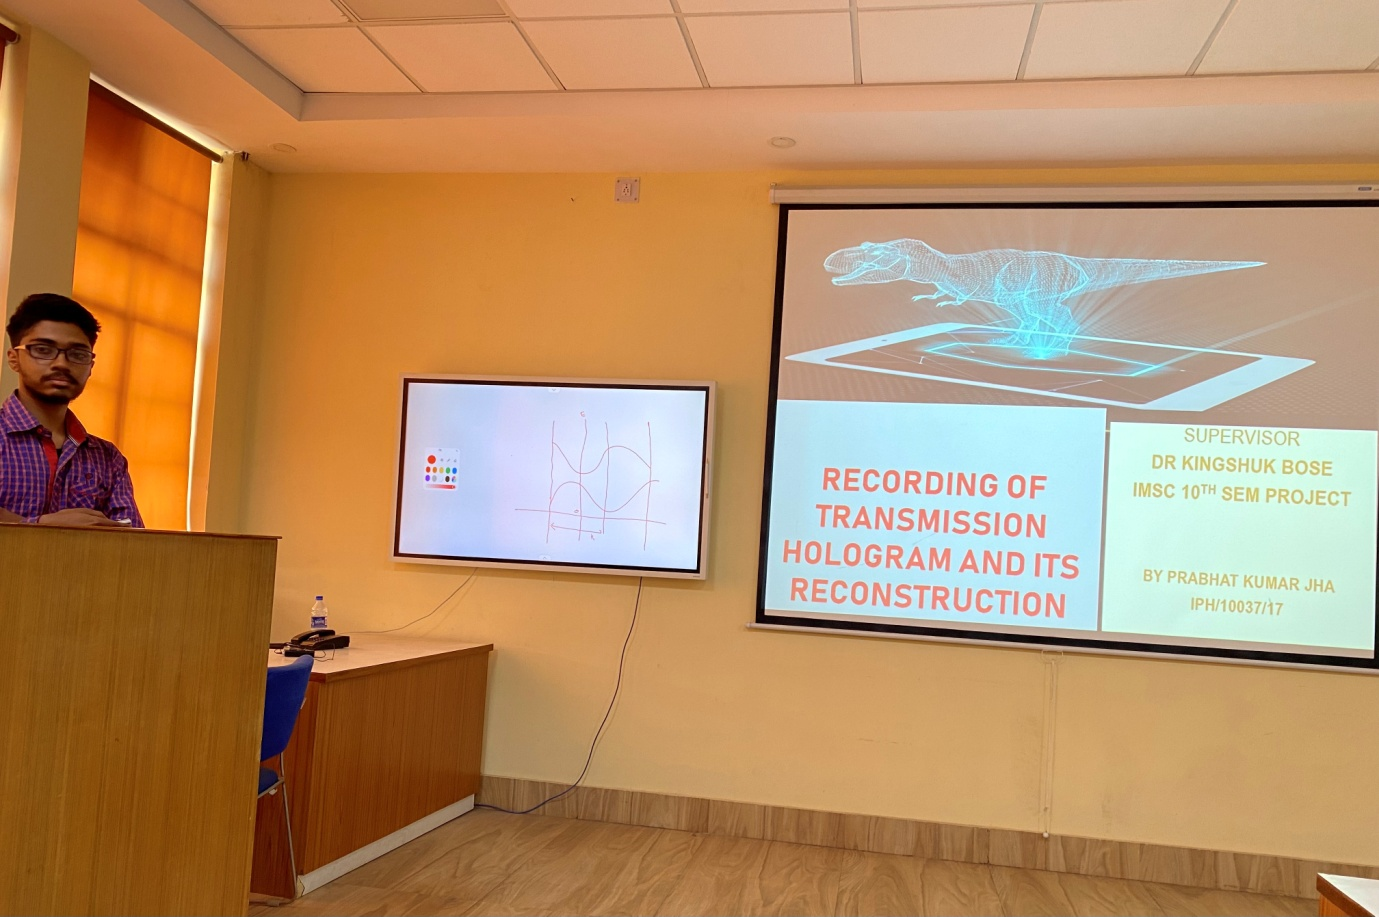 RECORDING OF
TRANSMISSION
HOLOGRAM AND ITS
RECONSTRUCTION
SUPERVISOR
DR KINGSHUK BOSE
IMSC 10TH SEM PROJECT
BY PRABHAT KUMAR JHA
IPH/10037/17